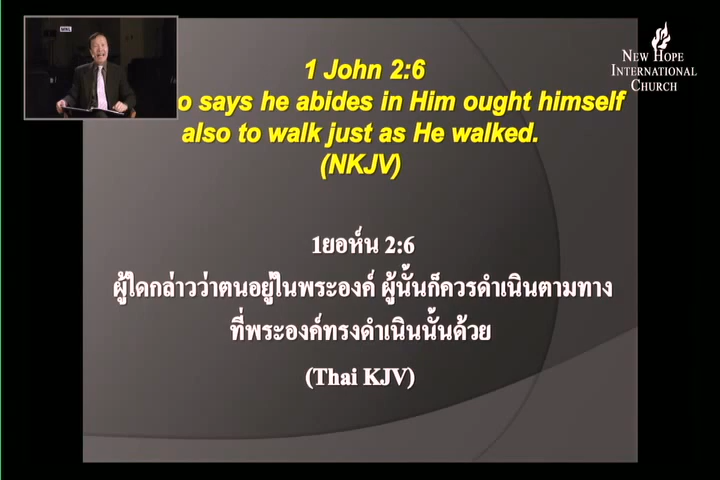 NEW HOPE
INTERNATIONAL
CHURCH
1 John 2:6
says he abides in Him ought himself
also to walk just as He walked.
(NKJV)
1ยอห์น 2:6
ผู้ใดกล่าวว่าตนอยู่ในพระองค์ ผู้นั้นก็ควรดำเนินตามทาง
ที่พระองค์ทรงดำเนินนั้นด้วย
(Thai KJV)